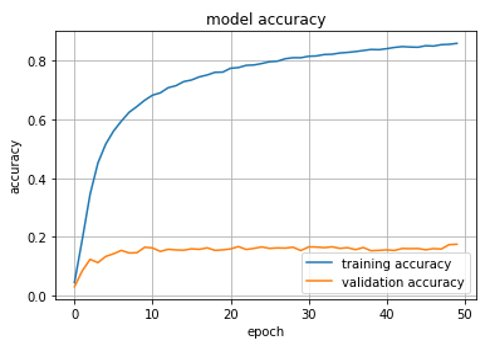 model accuracy
accuracy
0.8
0.6
0.4
0.2
0.0
training accuracy
validation accuracy
0 10 20 30 40 50
epoch